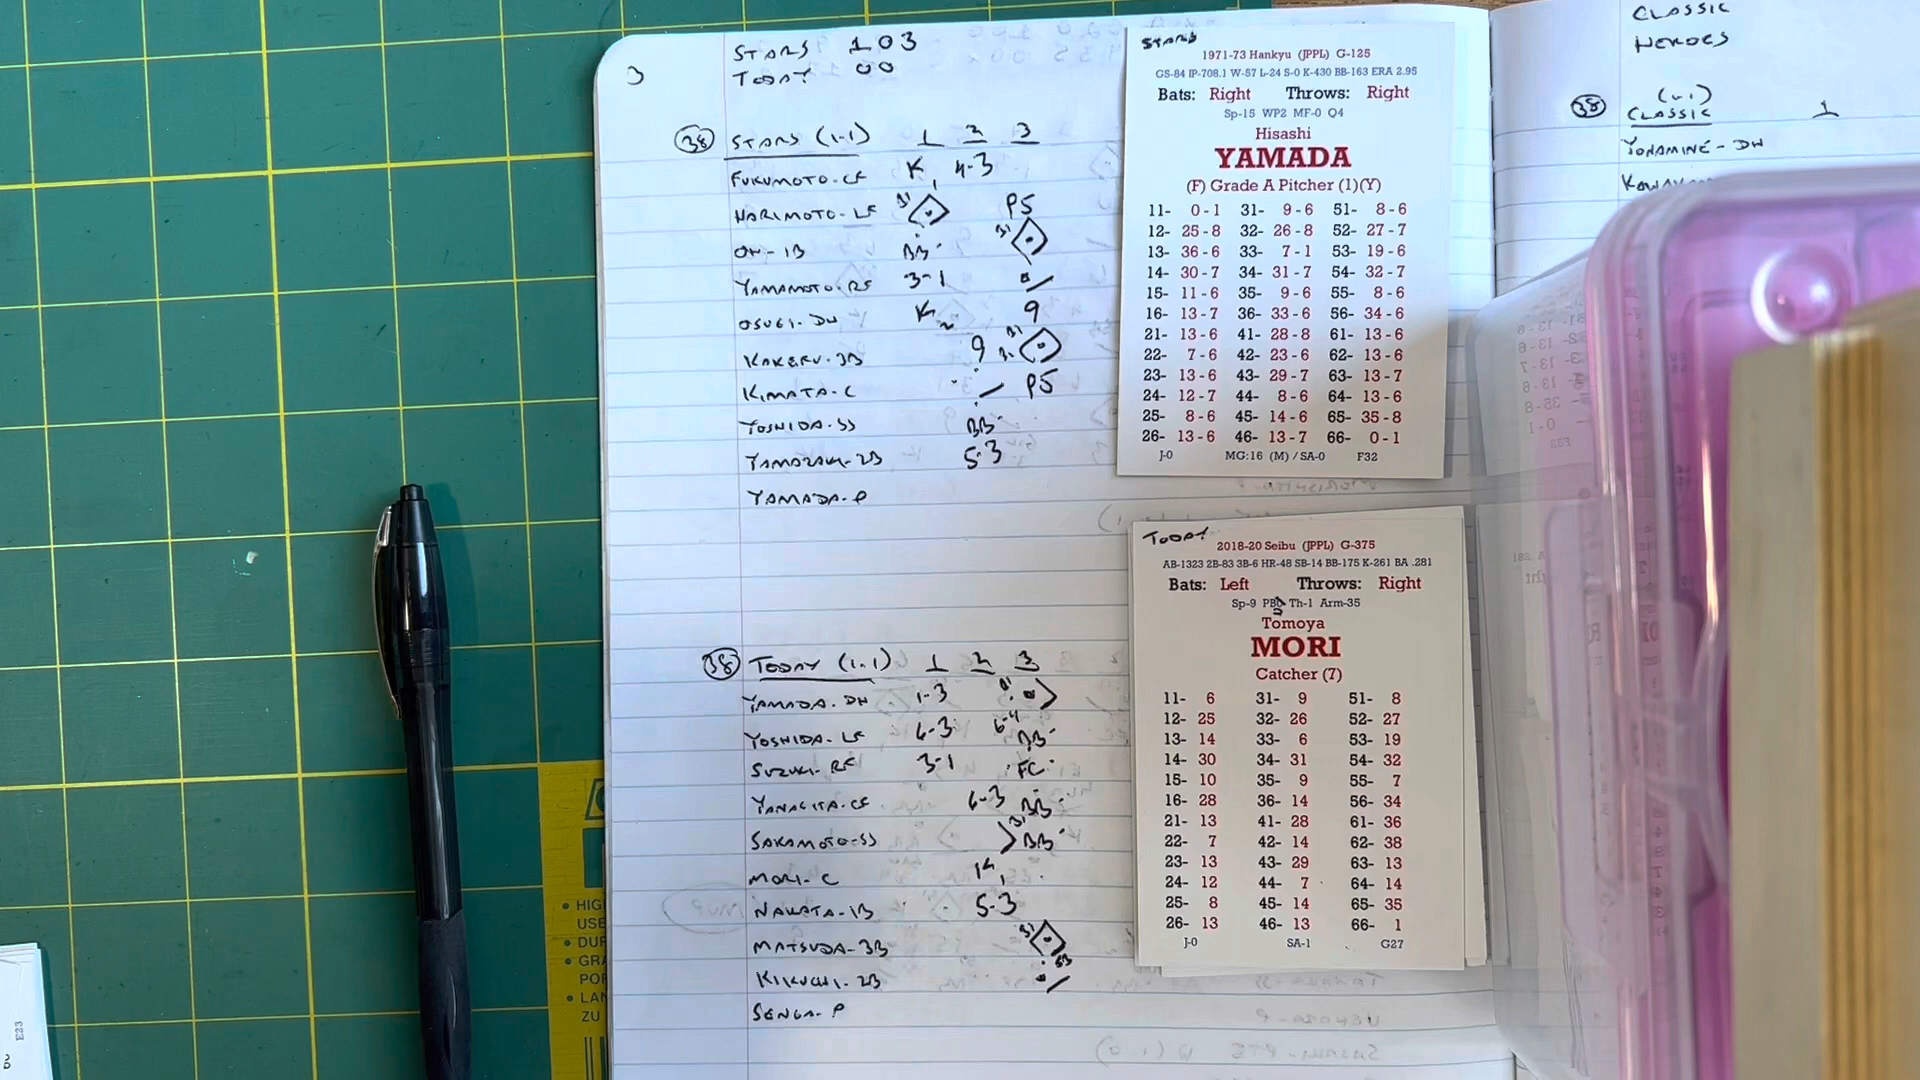 3
STARS 103
TODAY 00
38 STARS (1-1) 1 2 3
FUKUMOTO-CF K 4-3
HARIMOTO-LF P5
OH-1B BB
YAMAMOTO-RF 3-1
OSUGI-DH K 9
KAKEFU-3B 9
KIMATA-C P5
YOSHIDA-SS BB
YAMAZAKI-2B 5-3
YAMADA-P
38 TODAY (1-1) 1 2 3
YAMADA-DH 1-3
YOSHIDA-LF 6-3 6-4 BB
SUZUKI-RF 3-1 FC
YANAGITA-CF 6-3 BB
SAKAMOTO-SS BB
MORI-C K
NAKATA-1B 5-3
MATSUDA-3B
KIKUCHI-2B
SENGA-P
STARS
1971-73 Hankyu (JPPL) G-125
GS-84 IP-708.1 W-57 L-24 S-0 K-430 BB-163 ERA 2.95
Bats: Right Throws: Right
Sp-15 WP2 MF-0 Q4
Hisashi
YAMADA
(F) Grade A Pitcher (1)(Y)
11- 0-1 31- 9-6 51- 8-6
12- 25-8 32- 26-8 52- 27-7
13- 36-6 33- 7-1 53- 19-6
14- 30-7 34- 31-7 54- 32-7
15- 11-6 35- 9-6 55- 8-6
16- 13-7 36- 33-6 56- 34-6
21- 13-6 41- 28-8 61- 13-6
22- 7-6 42- 23-6 62- 13-6
23- 13-6 43- 29-7 63- 13-7
24- 12-7 44- 8-6 64- 13-6
25- 8-6 45- 14-6 65- 35-8
26- 13-6 46- 13-7 66- 0-1
J-0 MG:16 (M) / SA-0 F32
TODAY
2018-20 Seibu (JPPL) G-375
AB-1323 2B-83 3B-6 HR-48 SB-14 BB-175 K-261 BA .281
Bats: Left Throws: Right
Sp-9 Th-1 Arm-35
Tomoya
MORI
Catcher (7)
11- 6 31- 9 51- 8
12- 25 32- 26 52- 27
13- 14 33- 6 53- 19
14- 30 34- 31 54- 32
15- 10 35- 9 55- 7
16- 28 36- 14 56- 34
21- 13 41- 28 61- 36
22- 7 42- 14 62- 38
23- 13 43- 29 63- 13
24- 12 44- 7 64- 14
25- 8 45- 14 65- 35
26- 13 46- 13 66- 1
J-0 SA-1 G27
CLASSIC
HEROES
38 CLASSIC 1
YONAMINE-DH
E23